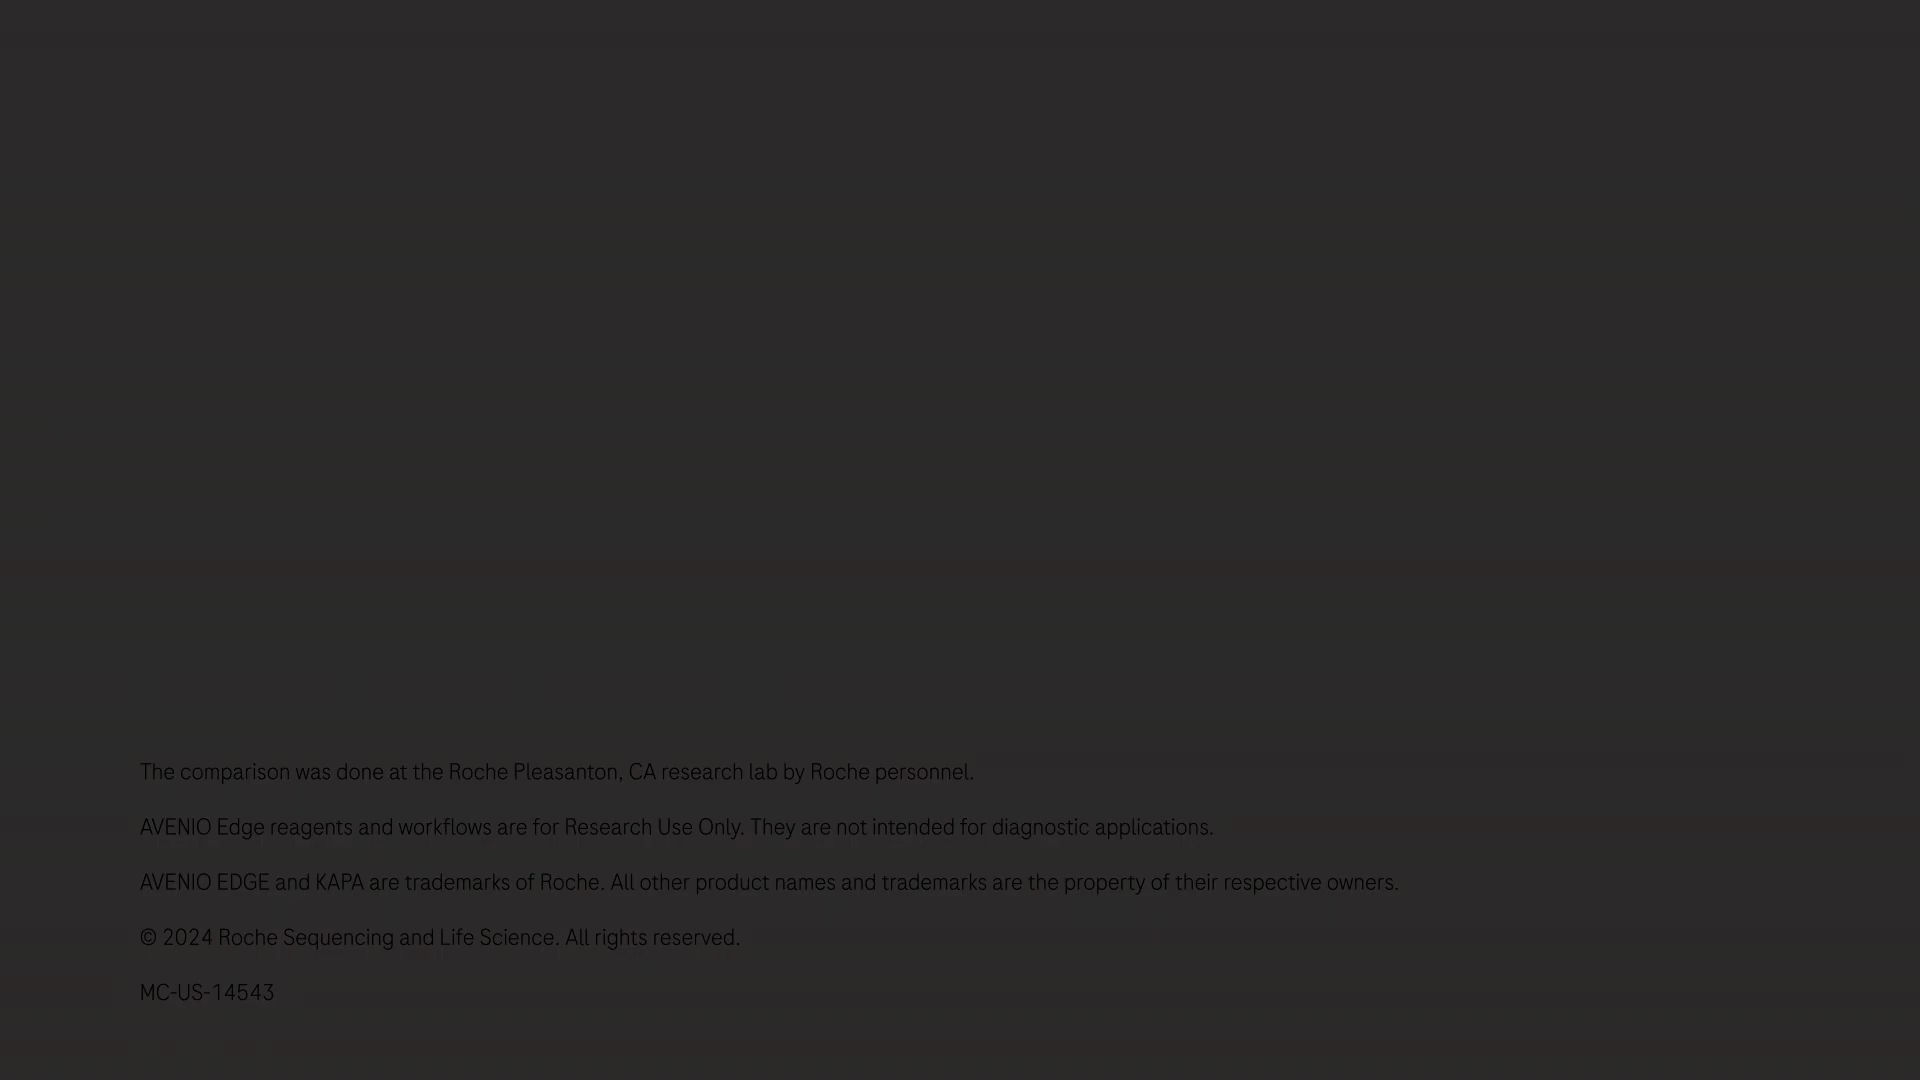 The comparison was done at the Roche Pleasanton, CA research lab by Roche personnel.
AVENIO Edge reagents and workflows are for Research Use Only. They are not intended for diagnostic applications.
AVENIO EDGE and KAPA are trademarks of Roche. All other product names and trademarks are the property of their respective owners.
© 2024 Roche Sequencing and Life Science. All rights reserved.
MC-US-14543